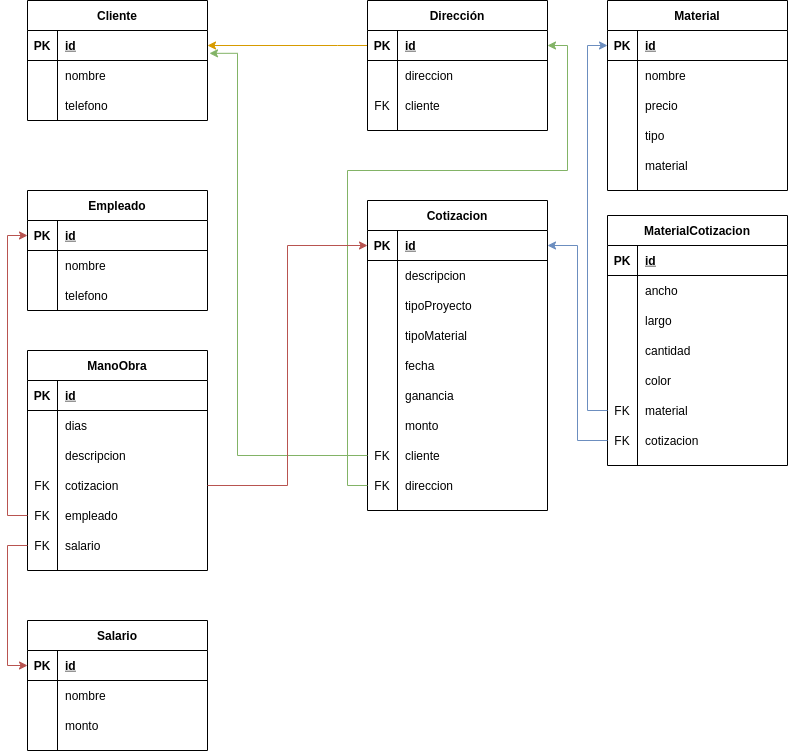 Cliente
PK id
nombre
telefono
Dirección
PK id
direccion
FK cliente
Material
PK id
nombre
precio
tipo
material
Empleado
PK id
nombre
telefono
Cotizacion
PK id
descripcion
tipoProyecto
tipoMaterial
fecha
ganancia
monto
FK cliente
FK direccion
MaterialCotizacion
PK id
ancho
largo
cantidad
color
FK material
FK cotizacion
ManoObra
PK id
dias
descripcion
FK cotizacion
FK empleado
FK salario
Salario
PK id
nombre
monto